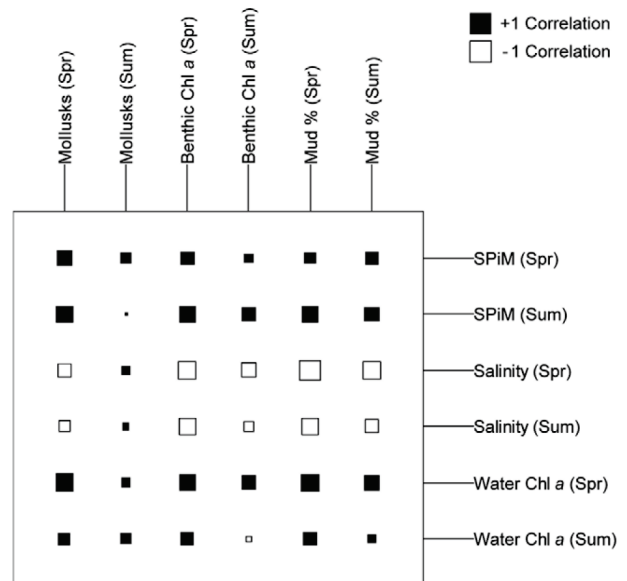 +1 Correlation
-1 Correlation
Mollusks (Spr)
Mollusks (Sum)
Benthic Chl a (Spr)
Benthic Chl a (Sum)
Mud % (Spr)
Mud % (Sum)
SPiM (Spr)
SPiM (Sum)
Salinity (Spr)
Salinity (Sum)
Water Chl a (Spr)
Water Chl a (Sum)